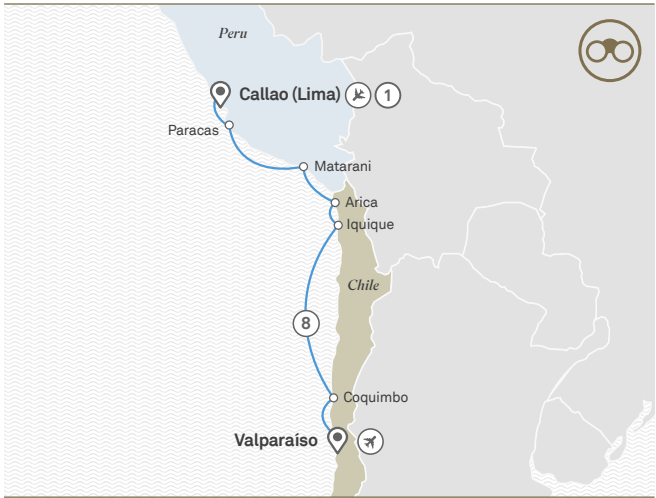 Peru
Callao (Lima) 1
Paracas
Matarani
Arica
Iquique
Chile
8
Coquimbo
Valparaíso